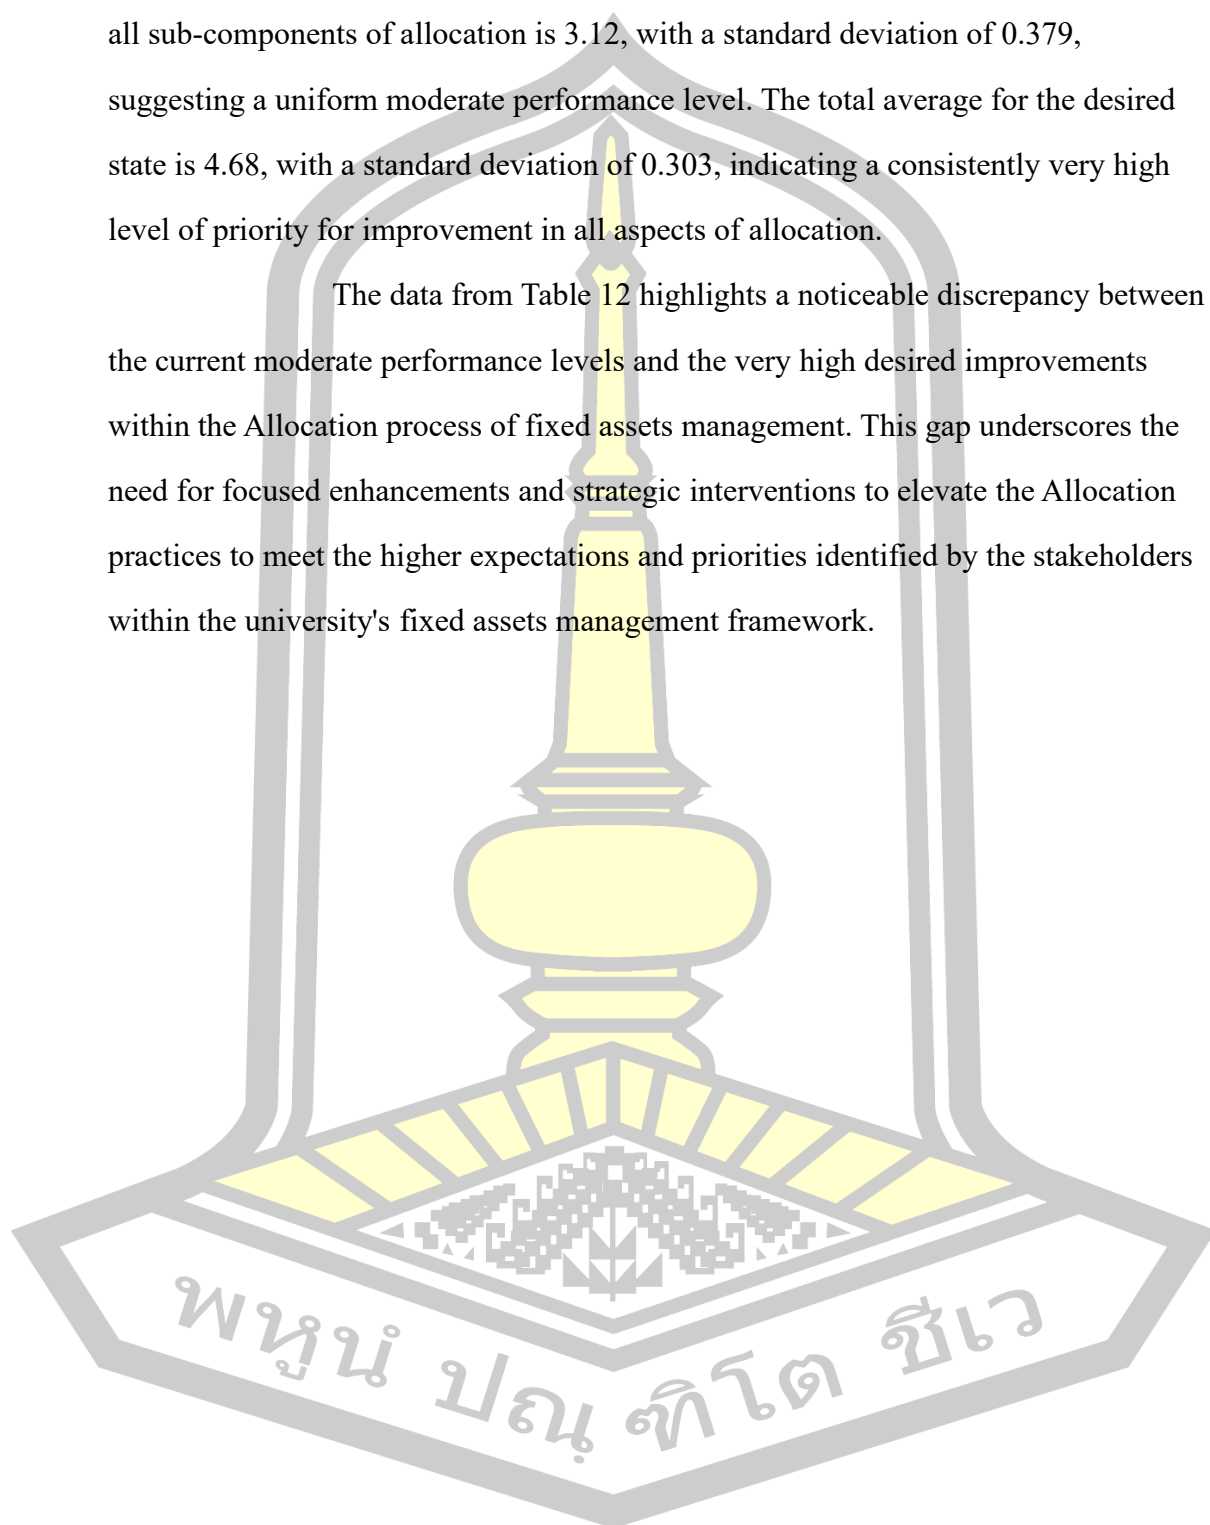 all sub-components of allocation is 3.12, with a standard deviation of 0.379,
suggesting a uniform moderate performance level. The total average for the desired
state is 4.68, with a standard deviation of 0.303, indicating a consistently very high
level of priority for improvement in all aspects of allocation.
The data from Table 12 highlights a noticeable discrepancy between
the current moderate performance levels and the very high desired improvements
within the Allocation process of fixed assets management. This gap underscores the
need for focused enhancements and strategic interventions to elevate the Allocation
practices to meet the higher expectations and priorities identified by the stakeholders
within the university's fixed assets management framework.
พหูนํ ปณฺฑิโต ชีเว